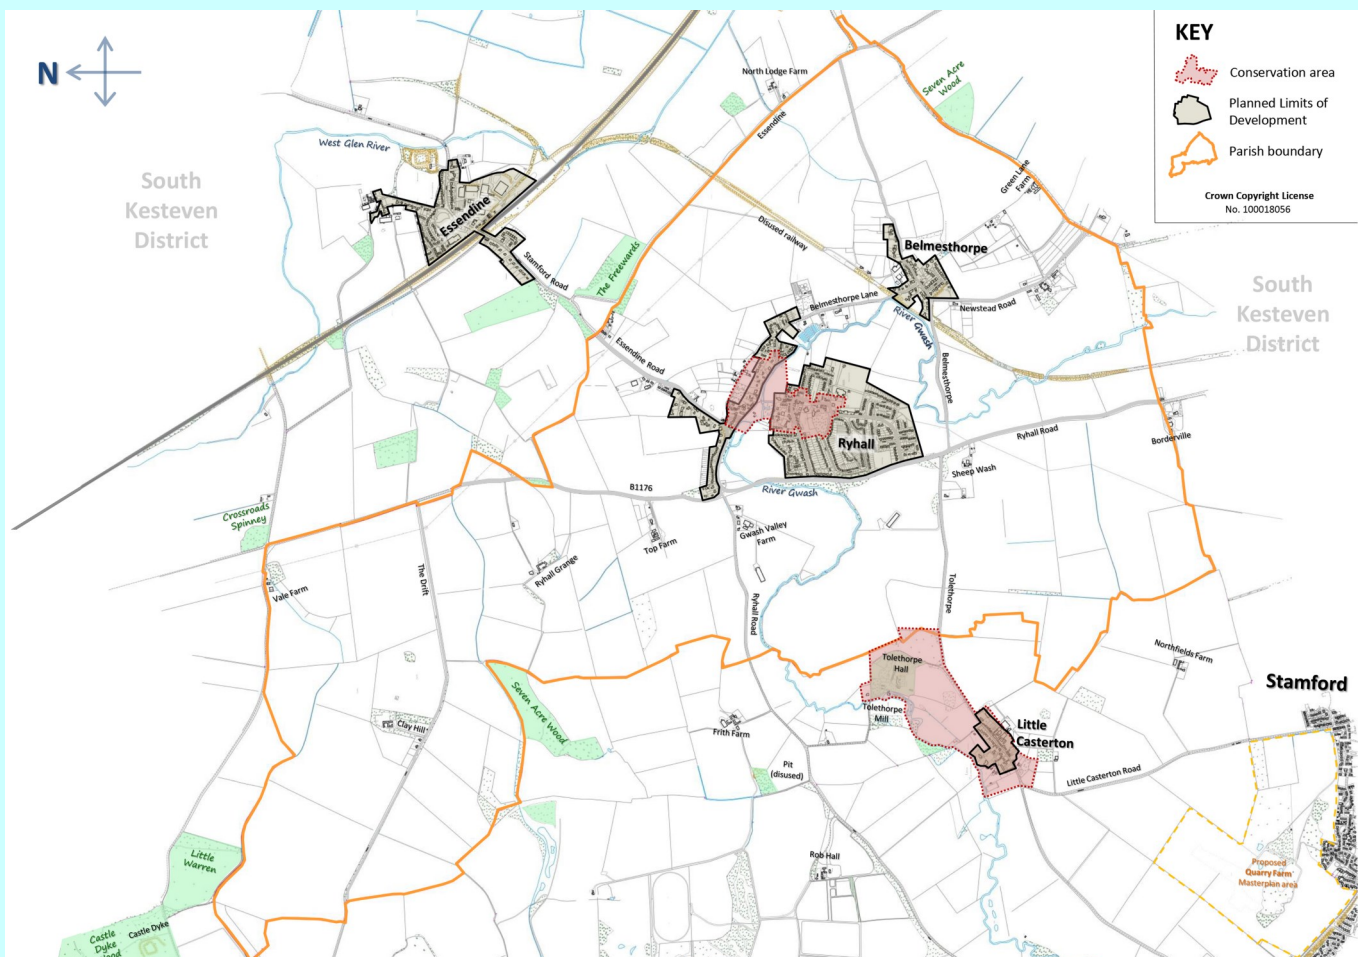 N
KEY
Conservation area
Planned Limits of
Development
Parish boundary
Crown Copyright License
No. 100018056
North Lodge Farm
Seven Acre
Wood
Essendine
West Glen River
South
Kesteven
District
Green Lane
Farm
Essendine
Disused railway
Belmesthorpe
Stamford Road
The Freewards
South
Kesteven
District
Belmesthorpe Lane
Newstead Road
River Gwash
Essendine Road
Belmesthorpe
Ryhall
Ryhall Road
Borderville
Sheep Wash
B1176
River Gwash
Crossroads
Spinney
Top Farm
Gwash Valley
Farm
Ryhall Grange
The Drift
Vale Farm
Ryhall Road
Tolethorpe
Northfields Farm
Tolethorpe
Hall
Stamford
Seven Acre Wood
Tolethorpe
Mill
Little
Casterton
Clay Hill
Frith Farm
Pit
(disused)
Little Casterton Road
Rob Hall
Little
Warren
Proposed
'Quarry Farm'
Masterplan area
Castle Dyke
Castle
Dyke